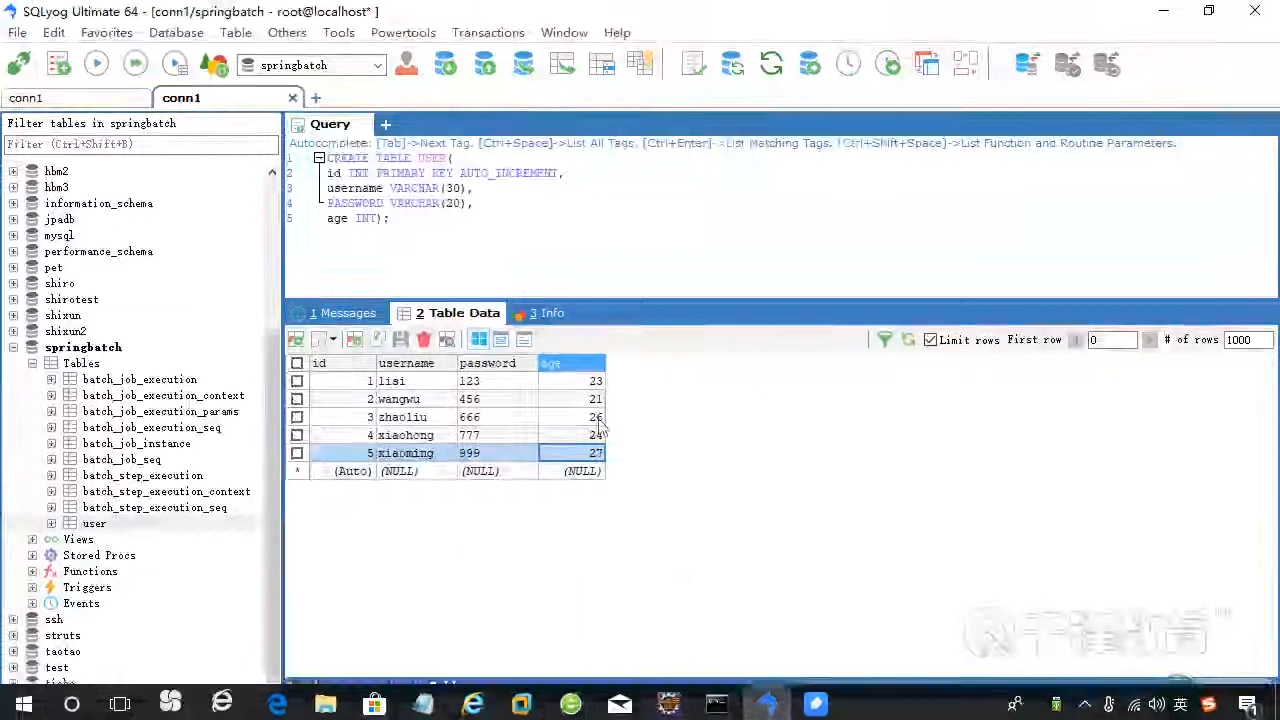 SQLyog Ultimate 64 - [conn1/springbatch - root@localhost* ]
File Edit Favorites Database Table Others Tools Powertools Transactions Window Help
springbatch
conn1 conn1
Filter tables in springbatch
Filter (Ctrl+Shift+B)
hbm2
hbm3
information_schema
jpadb
mysql
performance_schema
pet
shiro
shirotest
shixun
shixun2
springbatch
Tables
batch_job_execution
batch_job_execution_context
batch_job_execution_params
batch_job_execution_seq
batch_job_instance
batch_job_seq
batch_step_execution
batch_step_execution_context
batch_step_execution_seq
user
Views
Stored Procs
Functions
Triggers
Events
ssh
struts
taotao
test
Query
Autocomplete: [Tab]->Next Tag. [Ctrl+Space]->List All Tags. [Ctrl+Enter]->List Matching Tags. [Ctrl+Shift+Space]->List Function and Routine Parameters.
1 CREATE TABLE USER(
2 id INT PRIMARY KEY AUTO_INCREMENT,
3 username VARCHAR(30),
4 PASSWORD VARCHAR(20),
5 age INT);
1 Messages 2 Table Data 3 Info
Limit rows First row 0 # of rows 1000
id username password age
1 lisi 123 23
2 wangwu 456 21
3 zhaoliu 666 26
4 xiaohong 777 24
5 xiaoming 999 27
* (Auto) (NULL) (NULL) (NULL)
英